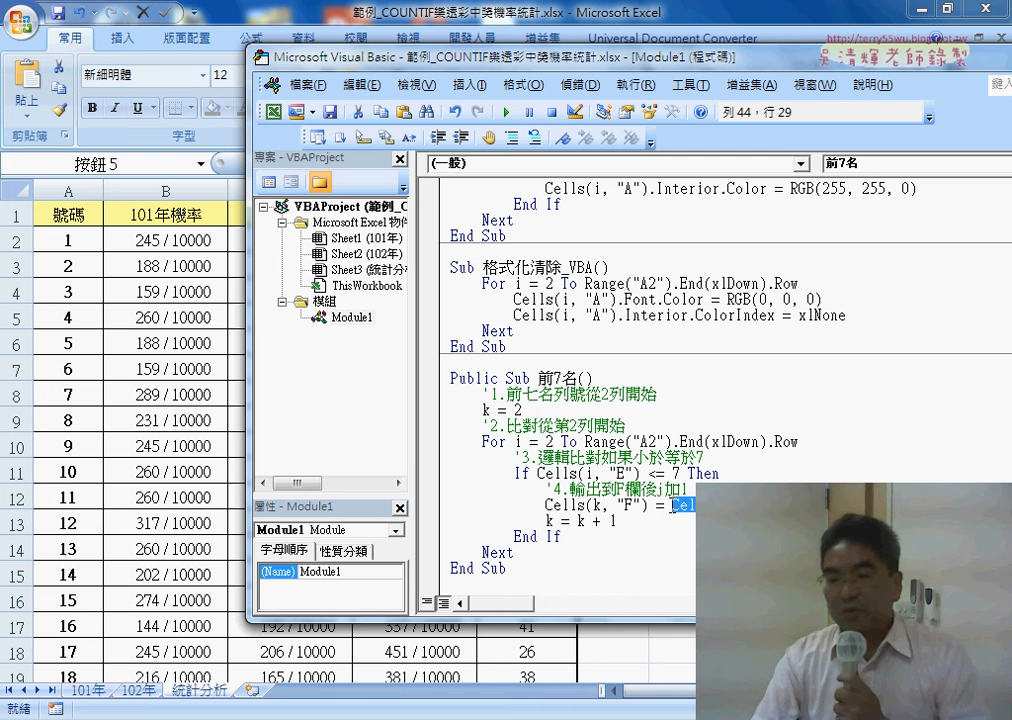 範例_COUNTIF樂透彩中獎機率統計.xlsx - Microsoft Excel
常用 插入 版面配置 公式 資料 校閱 檢視 開發人員 增益集 Universal Document Converter
http://terry55wu.blogspot
吳清輝老師錄製
貼上
剪貼簿
新細明體 12
B I U
字型
按鈕 5
A B
1 號碼 101年機率
2 1 245 / 10000
3 2 188 / 10000
4 3 159 / 10000
5 4 260 / 10000
6 5 188 / 10000
7 6 159 / 10000
8 7 289 / 10000
9 8 231 / 10000
10 9 245 / 10000
11 10 260 / 10000
12 11 260 / 10000
13 12 317 / 10000
14 13 260 / 10000
15 14 202 / 10000
16 15 274 / 10000
17 16 144 / 10000 192 / 10000 337 / 10000 41
18 17 245 / 10000 206 / 10000 451 / 10000 26
19 18 216 / 10000 165 / 10000 381 / 10000 38
101年 102年 統計分析
就緒
Microsoft Visual Basic - 範例_COUNTIF樂透彩中獎機率統計.xlsx - [Module1 (程式碼)]
檔案(F) 編輯(E) 檢視(V) 插入(I) 格式(O) 偵錯(D) 執行(R) 工具(T) 增益集(A) 視窗(W) 說明(H)
鍵入
列 44，行 29
專案 - VBAProject
VBAProject (範例_C
Microsoft Excel 物件
Sheet1 (101年)
Sheet2 (102年)
Sheet3 (統計分
ThisWorkbook
模組
Module1
屬性 - Module1
Module1 Module
字母順序 性質分類
(Name) Module1
(一般) 前7名
Cells(i, "A").Interior.Color = RGB(255, 255, 0)
End If
Next
End Sub
Sub 格式化清除_VBA()
For i = 2 To Range("A2").End(xlDown).Row
Cells(i, "A").Font.Color = RGB(0, 0, 0)
Cells(i, "A").Interior.ColorIndex = xlNone
Next
End Sub
Public Sub 前7名()
'1.前七名列號從2列開始
k = 2
'2.比對從第2列開始
For i = 2 To Range("A2").End(xlDown).Row
'3.邏輯比對如果小於等於7
If Cells(i, "E") <= 7 Then
'4.輸出到F欄後j加1
Cells(k, "F") = Cel
k = k + 1
End If
Next
End Sub